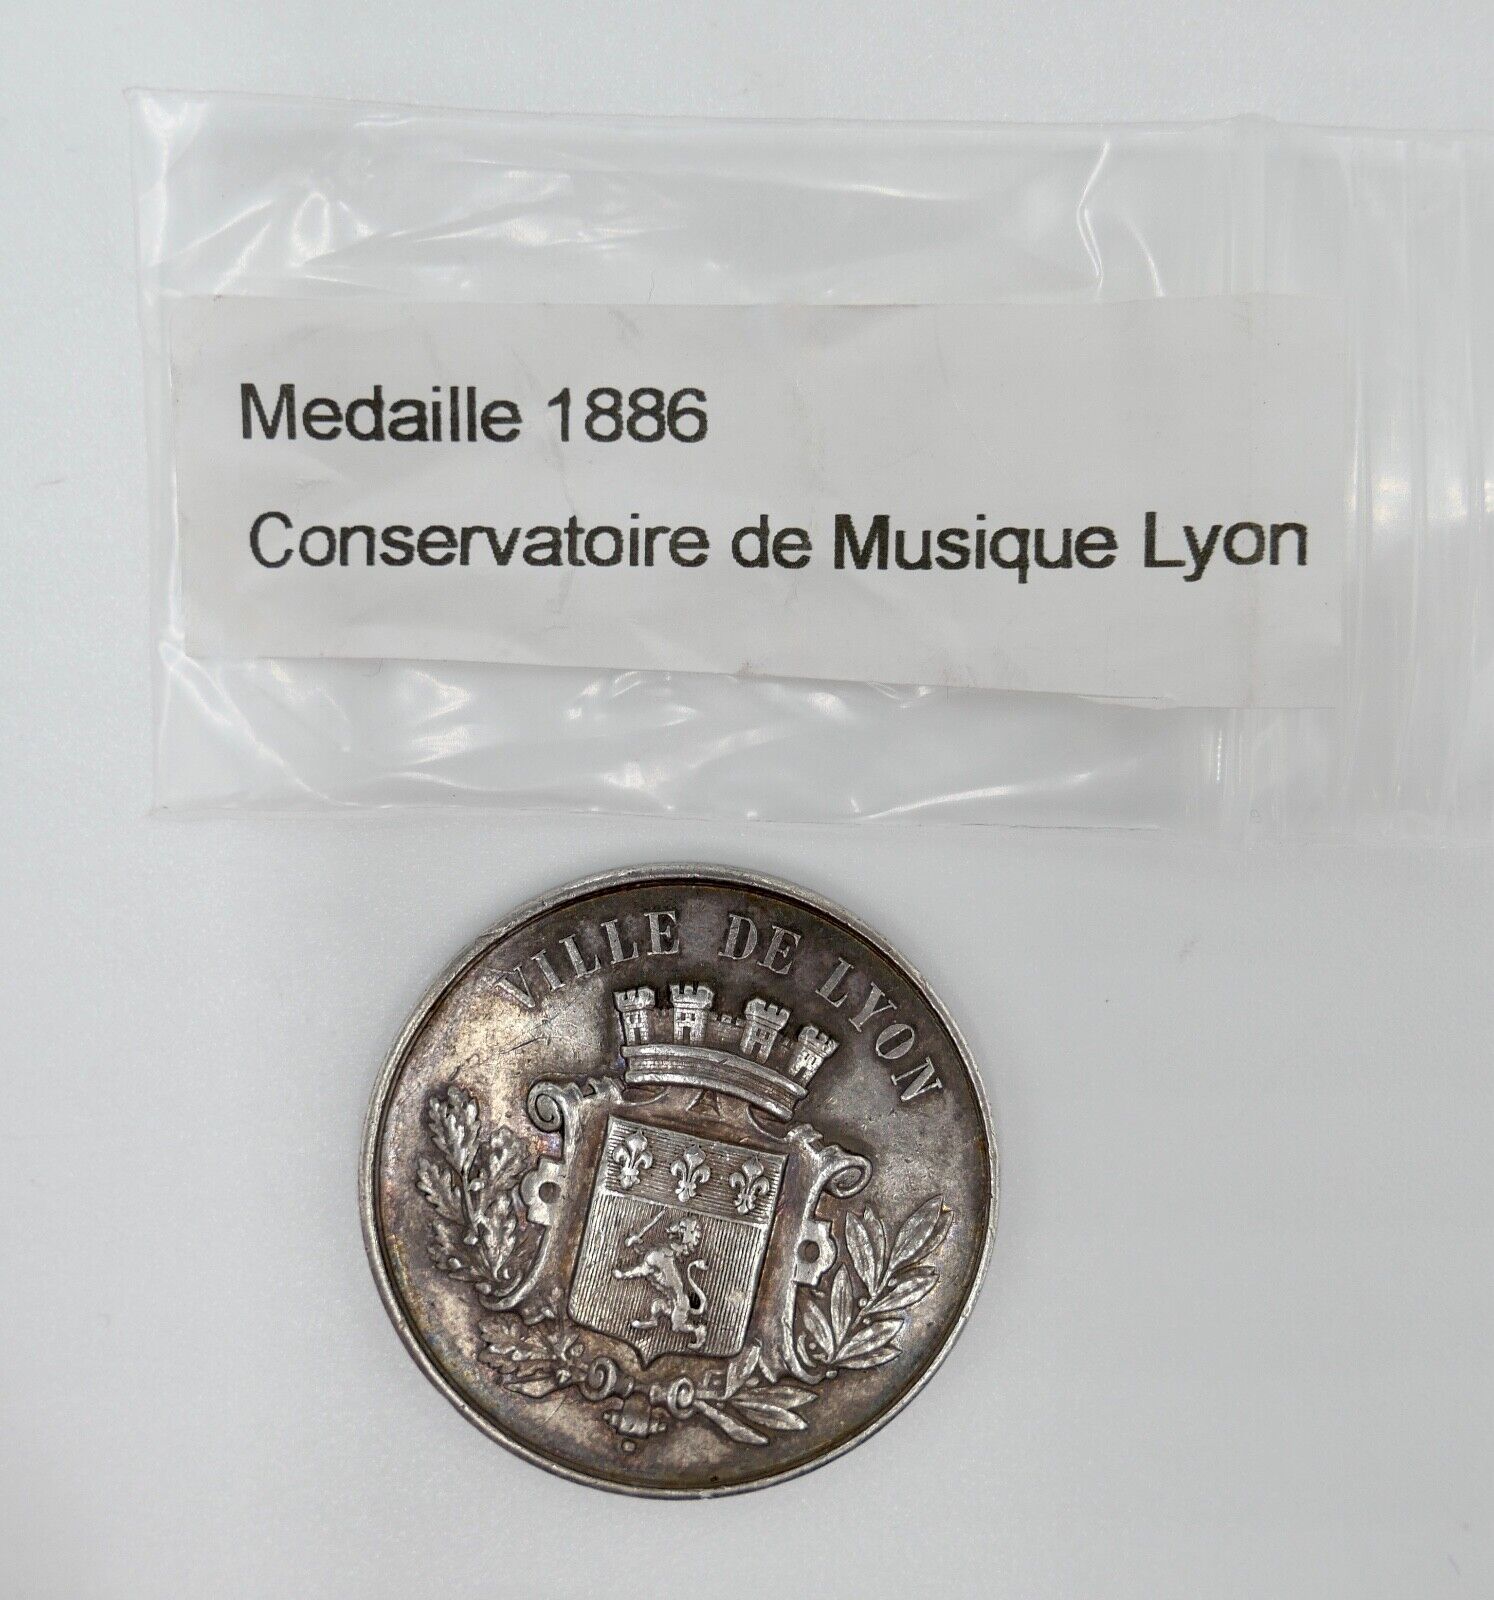 Medaille 1886
Conservatoire de Musique Lyon
VILLE DE LYON